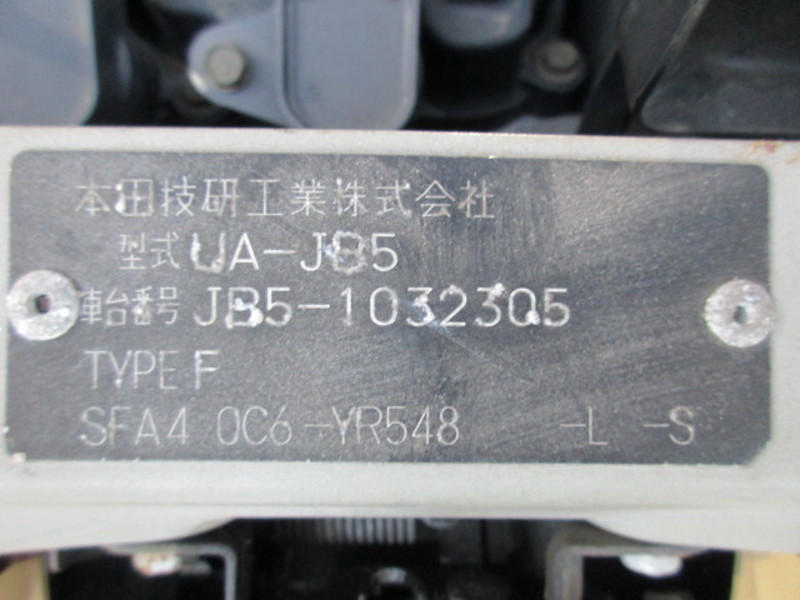 本田技研工業株式会社
型式 UA-JB5
車台番号 JB5-1032305
TYPE F
SFA4 0C6-YR548 -L -S